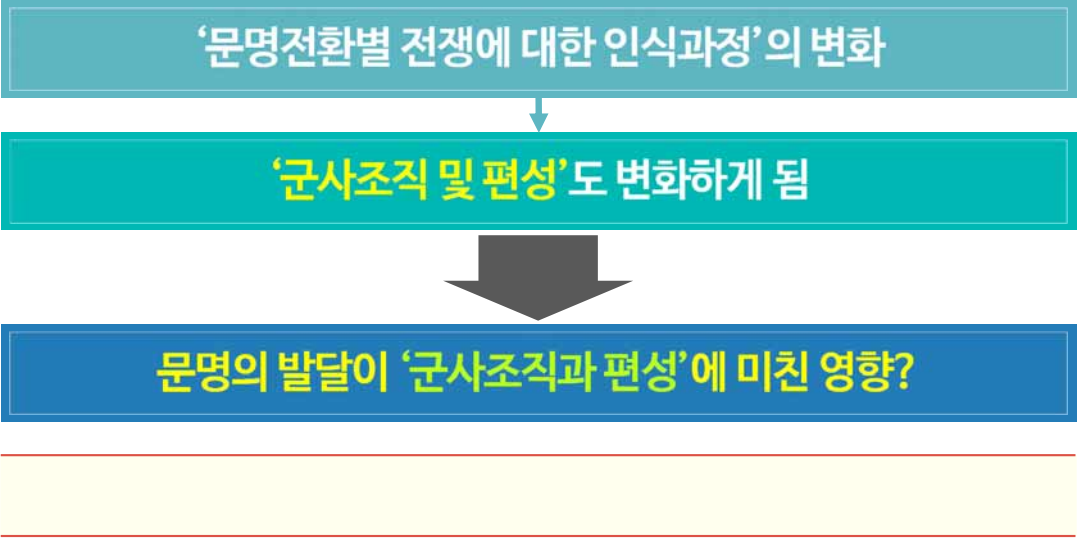 ‘문명전환별 전쟁에 대한 인식과정’의 변화
‘군사조직 및 편성’도 변화하게 됨
문명의 발달이 ‘군사조직과 편성’에 미친 영향?